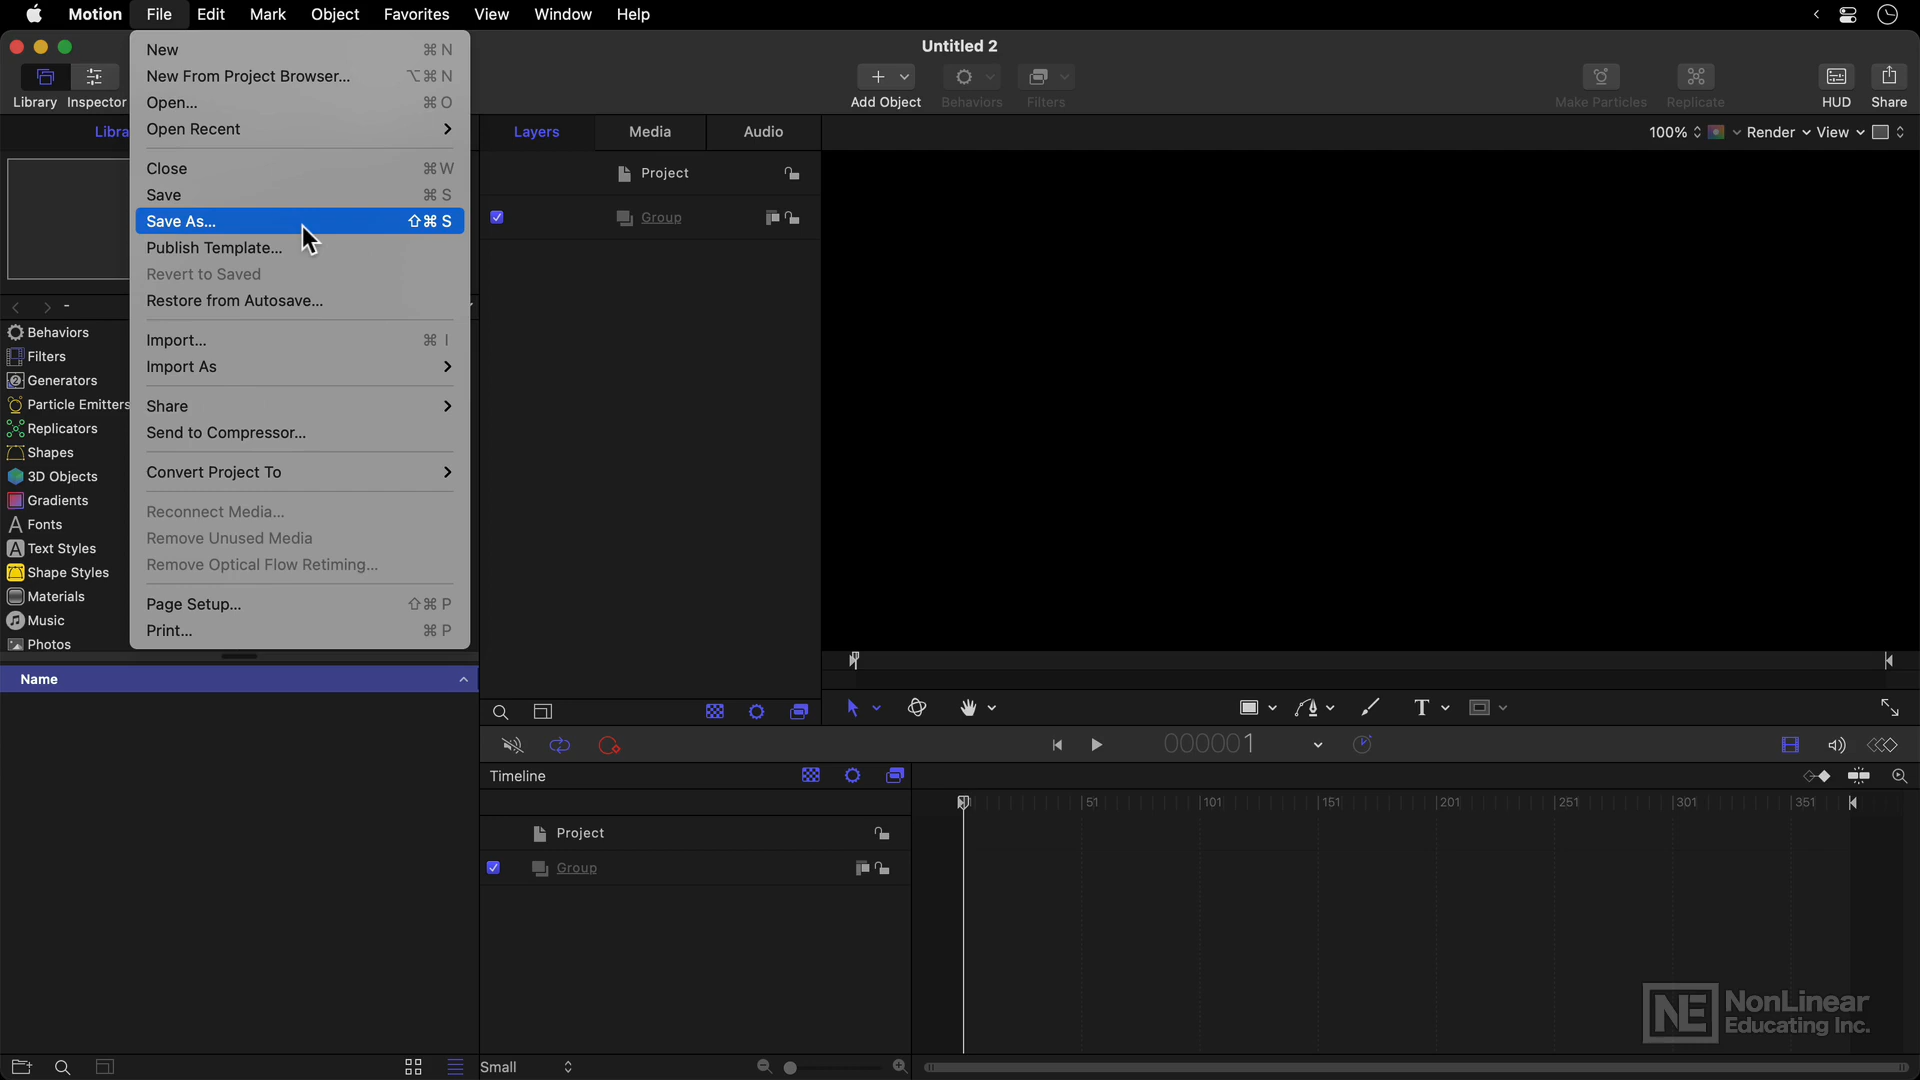 Motion File Edit Mark Object Favorites View Window Help
Untitled 2
Library Inspector
Add Object Behaviors Filters
Make Particles Replicate HUD Share
New ⌘ N
New From Project Browser... ⌥⌘ N
Open... ⌘ O
Open Recent
Close ⌘ W
Save ⌘ S
Save As... ⇧⌘ S
Publish Template...
Revert to Saved
Restore from Autosave...
Import... ⌘ I
Import As
Share
Send to Compressor...
Convert Project To
Reconnect Media...
Remove Unused Media
Remove Optical Flow Retiming...
Page Setup... ⇧⌘ P
Print... ⌘ P
Libra
Behaviors
Filters
Generators
Particle Emitters
Replicators
Shapes
3D Objects
Gradients
Fonts
Text Styles
Shape Styles
Materials
Music
Photos
Name
Layers Media Audio
Project
Group
100% Render View
T
000001
Timeline
51 101 151 201 251 301 351
Project
Group
Small
NE NonLinear
Educating Inc.